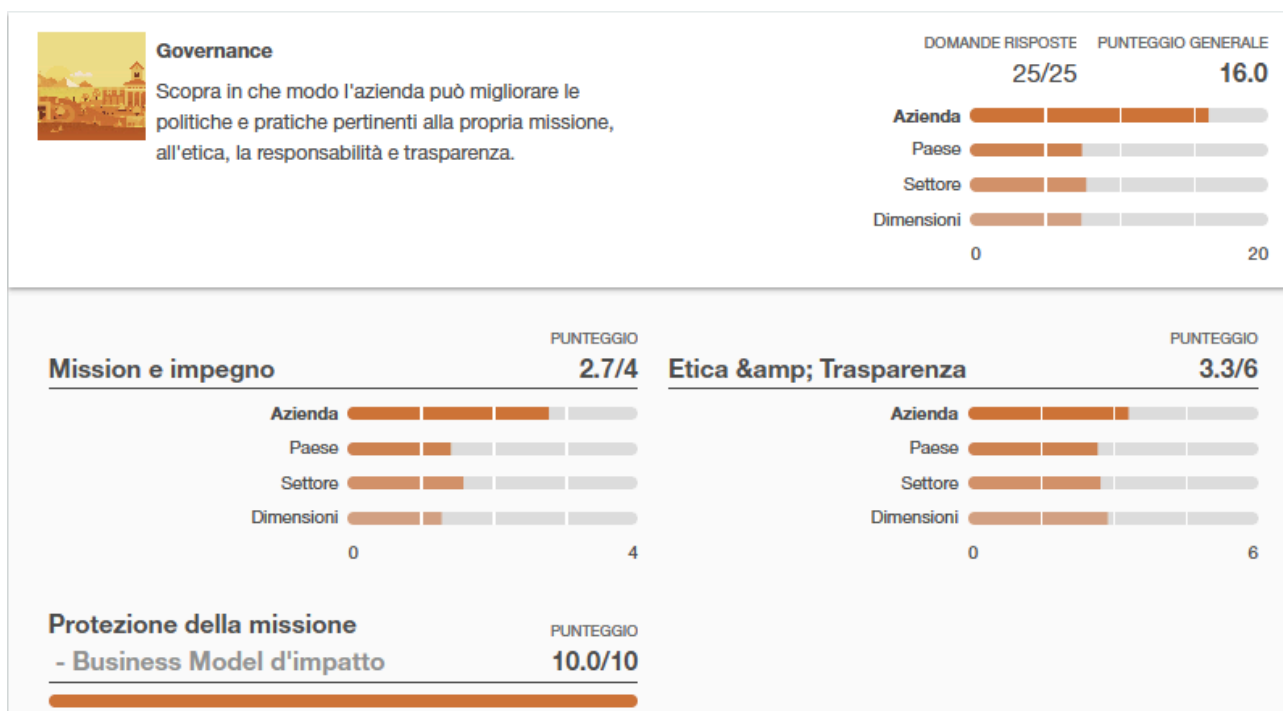 Governance
Scopra in che modo l'azienda può migliorare le
politiche e pratiche pertinenti alla propria missione,
all'etica, la responsabilità e trasparenza.
DOMANDE RISPOSTE PUNTEGGIO GENERALE
25/25 16.0
Azienda
Paese
Settore
Dimensioni
0 20
PUNTEGGIO
Mission e impegno 2.7/4
Azienda
Paese
Settore
Dimensioni
0 4
PUNTEGGIO
Etica &amp; Trasparenza 3.3/6
Azienda
Paese
Settore
Dimensioni
0 6
Protezione della missione PUNTEGGIO
- Business Model d'impatto 10.0/10